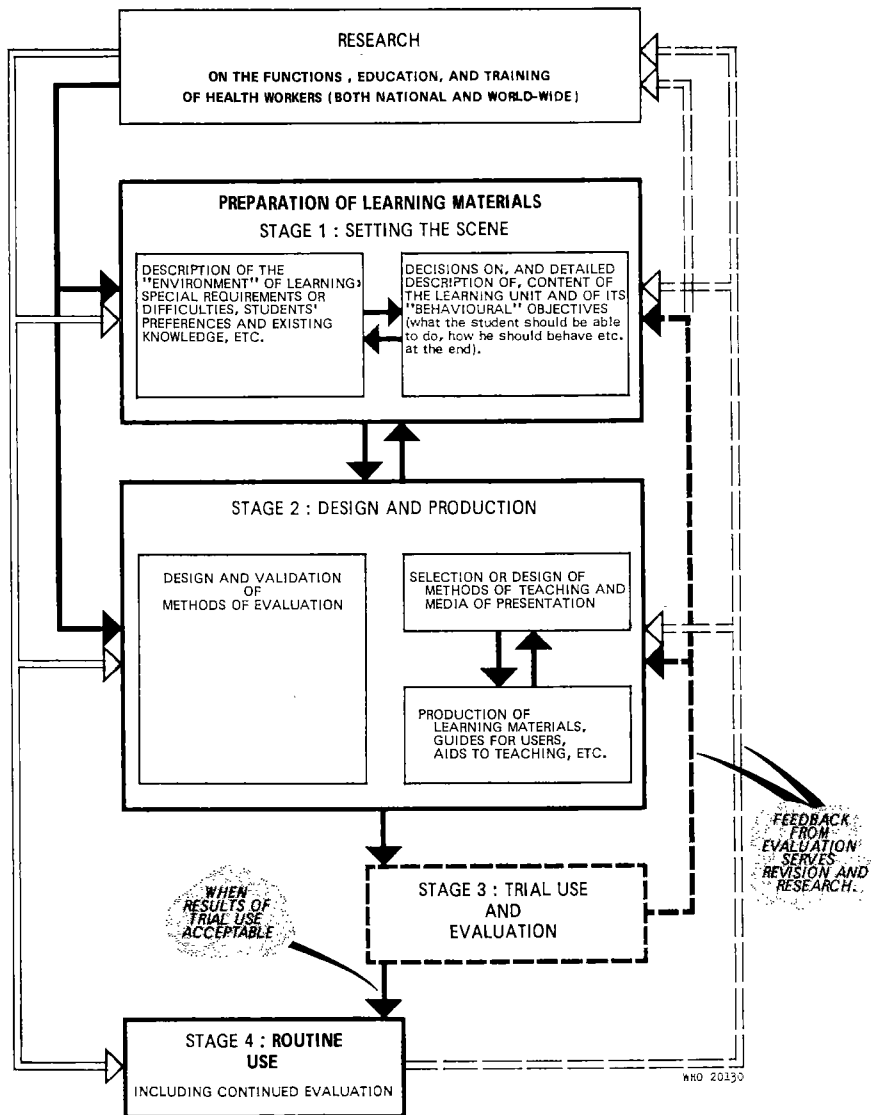 RESEARCH
ON THE FUNCTIONS , EDUCATION, AND TRAINING
OF HEALTH WORKERS (BOTH NATIONAL AND WORLD-WIDE)
PREPARATION OF LEARNING MATERIALS
STAGE 1 : SETTING THE SCENE
DESCRIPTION OF THE
"ENVIRONMENT" OF LEARNING:
SPECIAL REQUIREMENTS OR
DIFFICULTIES, STUDENTS'
PREFERENCES AND EXISTING
KNOWLEDGE, ETC.
DECISIONS ON, AND DETAILED
DESCRIPTION OF, CONTENT OF
THE LEARNING UNIT AND OF ITS
"BEHAVIOURAL" OBJECTIVES
(what the student should be able
to do, how he should behave etc.
at the end).
STAGE 2 : DESIGN AND PRODUCTION
DESIGN AND VALIDATION
OF
METHODS OF EVALUATION
SELECTION OR DESIGN OF
METHODS OF TEACHING AND
MEDIA OF PRESENTATION
PRODUCTION OF
LEARNING MATERIALS,
GUIDES FOR USERS,
AIDS TO TEACHING, ETC.
FEEDBACK
FROM
EVALUATION
SERVES
REVISION AND
RESEARCH.
STAGE 3 : TRIAL USE
AND
EVALUATION
WHEN
RESULTS OF
TRIAL USE
ACCEPTABLE
STAGE 4 : ROUTINE
USE
INCLUDING CONTINUED EVALUATION
WHO 20130